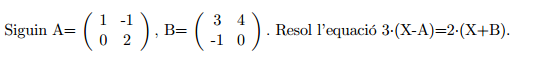 Siguin A= ( 1 -1 ; 0 2 ), B= ( 3 4 ; -1 0 ). Resol l'equació 3·(X-A)=2·(X+B).